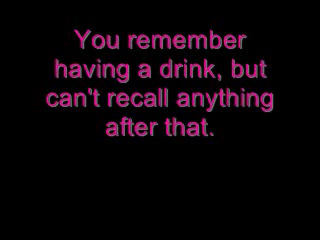 You remember
having a drink, but
can't recall anything
after that.